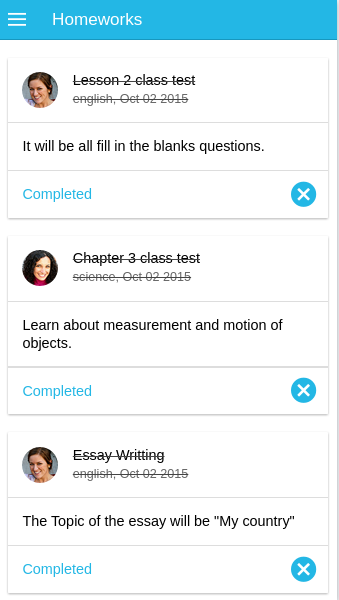 Homeworks
Lesson 2 class test
english, Oct 02 2015
It will be all fill in the blanks questions.
Completed
Chapter 3 class test
science, Oct 02 2015
Learn about measurement and motion of
objects.
Completed
Essay Writting
english, Oct 02 2015
The Topic of the essay will be "My country"
Completed